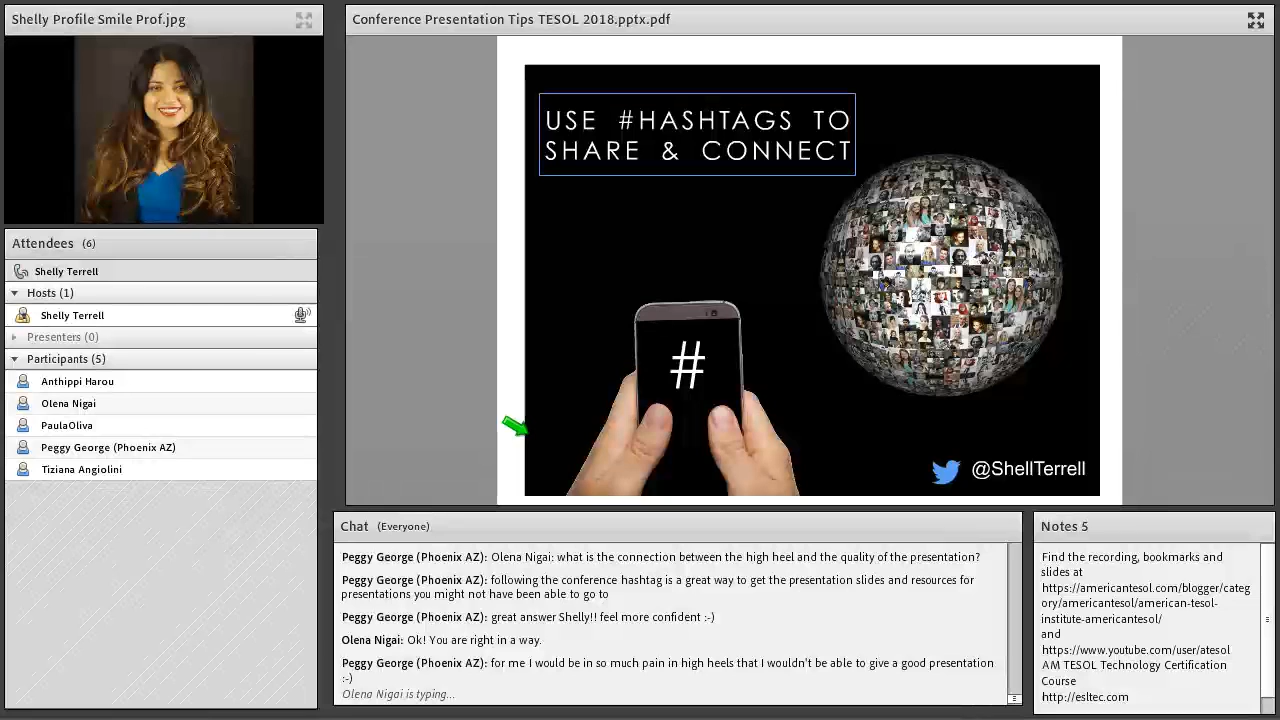 Shelly Profile Smile Prof.jpg
Conference Presentation Tips TESOL 2018.pptx.pdf
USE #HASHTAGS TO
SHARE & CONNECT
#
@ShellTerrell
Attendees (6)
Shelly Terrell
Hosts (1)
Shelly Terrell
Presenters (0)
Participants (5)
Anthippi Harou
Olena Nigai
PaulaOliva
Peggy George (Phoenix AZ)
Tiziana Angiolini
Chat (Everyone)
Peggy George (Phoenix AZ): Olena Nigai: what is the connection between the high heel and the quality of the presentation?
Peggy George (Phoenix AZ): following the conference hashtag is a great way to get the presentation slides and resources for
presentations you might not have been able to go to
Peggy George (Phoenix AZ): great answer Shelly!! feel more confident :-)
Olena Nigai: Ok! You are right in a way.
Peggy George (Phoenix AZ): for me I would be in so much pain in high heels that I wouldn't be able to give a good presentation
:-)
Olena Nigai is typing...
Notes 5
Find the recording, bookmarks and
slides at
https://americantesol.com/blogger/categ
ory/americantesol/american-tesol-
institute-americantesol/
and
https://www.youtube.com/user/atesol
AM TESOL Technology Certification
Course
http://esltec.com